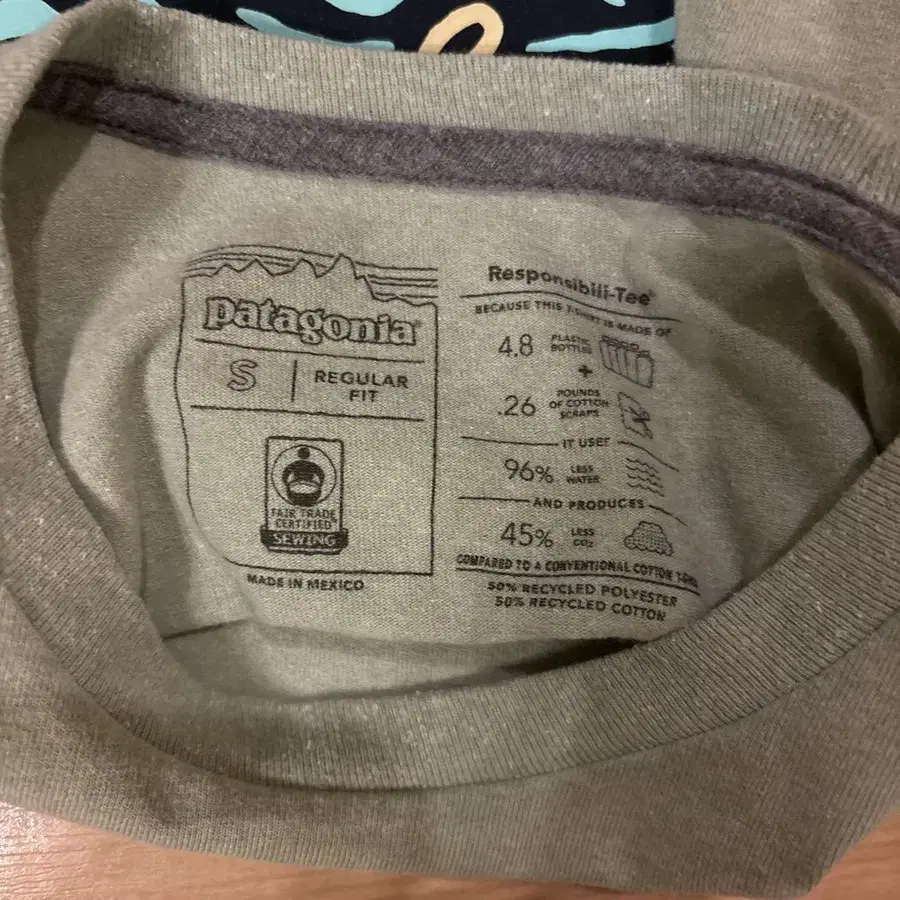 patagonia®
S
REGULAR
FIT
FAIR TRADE
CERTIFIED™
SEWING
MADE IN MEXICO
Responsibili-Tee®
BECAUSE THIS T-SHIRT IS MADE OF
4.8 PLASTIC
BOTTLES
+
.26 POUNDS
OF COTTON
SCRAPS
IT USES
96% LESS
WATER
AND PRODUCES
45% LESS
CO2
COMPARED TO A CONVENTIONAL COTTON
50% RECYCLED POLYESTER
50% RECYCLED COTTON